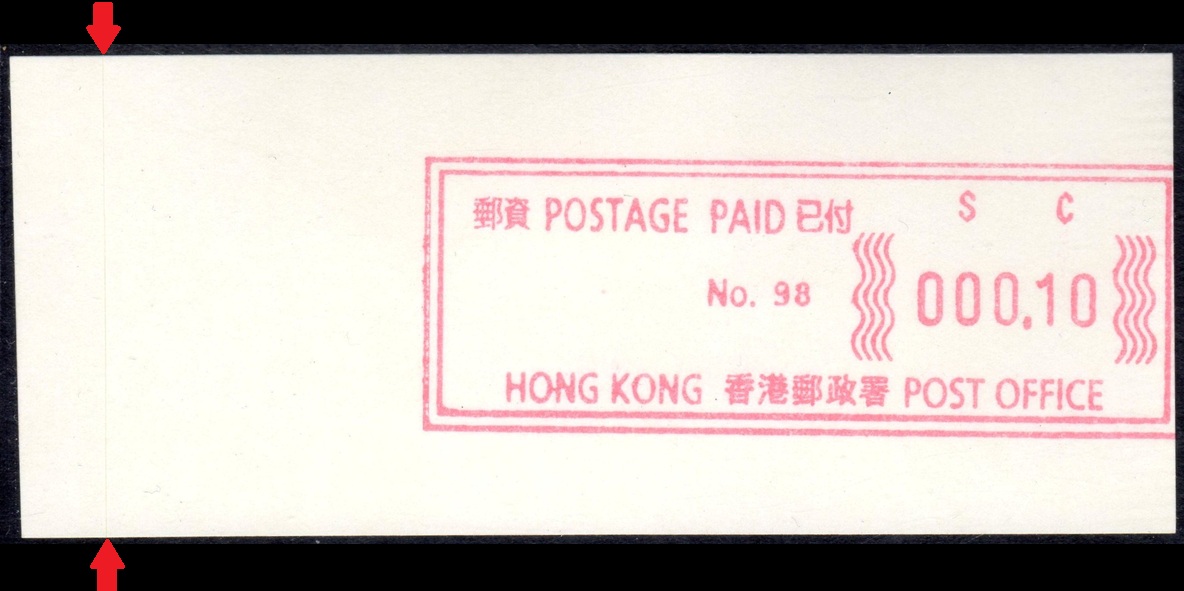 郵資 POSTAGE PAID 已付
$ ¢
No. 98
000.10
HONG KONG 香港郵政署 POST OFFICE